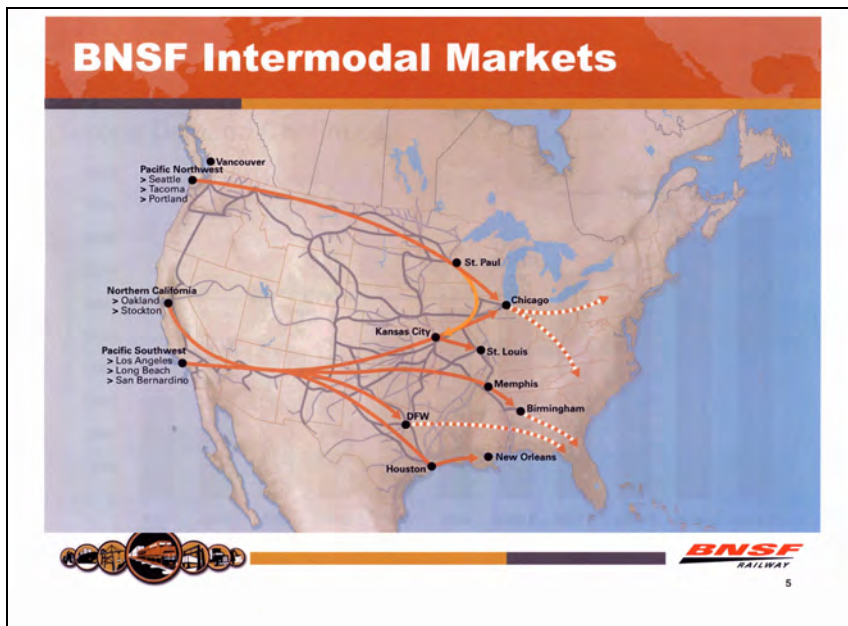 BNSF Intermodal Markets
Vancouver
Pacific Northwest
> Seattle
> Tacoma
> Portland
St. Paul
Northern California
> Oakland
> Stockton
Chicago
Kansas City
St. Louis
Pacific Southwest
> Los Angeles
> Long Beach
> San Bernardino
Memphis
Birmingham
DFW
Houston
New Orleans
BNSF
RAILWAY
5